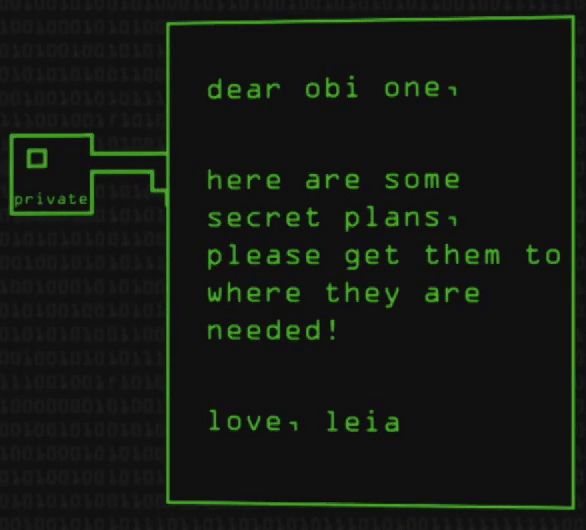 private
dear obi one,
here are some
secret plans,
please get them to
where they are
needed!
love, leia